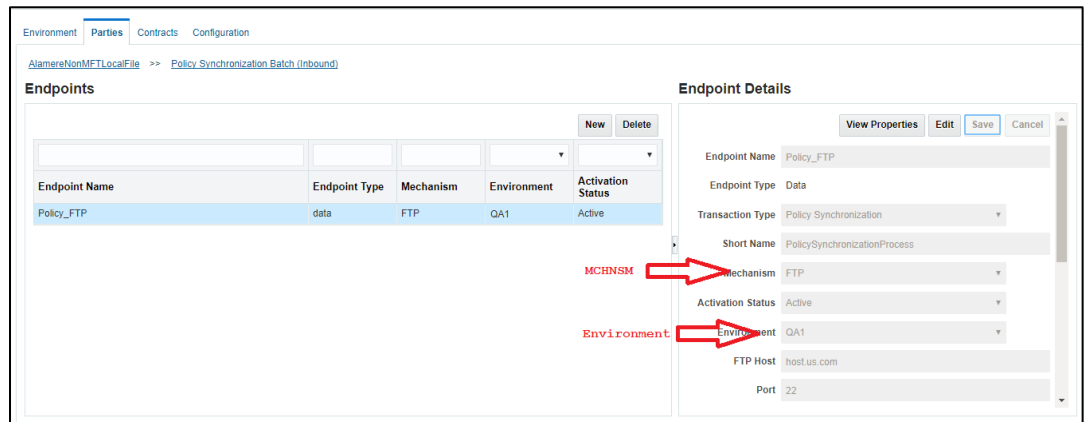 Environment Parties Contracts Configuration
AlamereNonMFTLocalFile >> Policy Synchronization Batch (Inbound)
Endpoints
New Delete
Endpoint Name Endpoint Type Mechanism Environment Activation Status
Policy_FTP data FTP QA1 Active
MCHNSM
Environment
Endpoint Details
View Properties Edit Save Cancel
Endpoint Name Policy_FTP
Endpoint Type Data
Transaction Type Policy Synchronization
Short Name PolicySynchronizationProcess
Mechanism FTP
Activation Status Active
Environment QA1
FTP Host host.us.com
Port 22